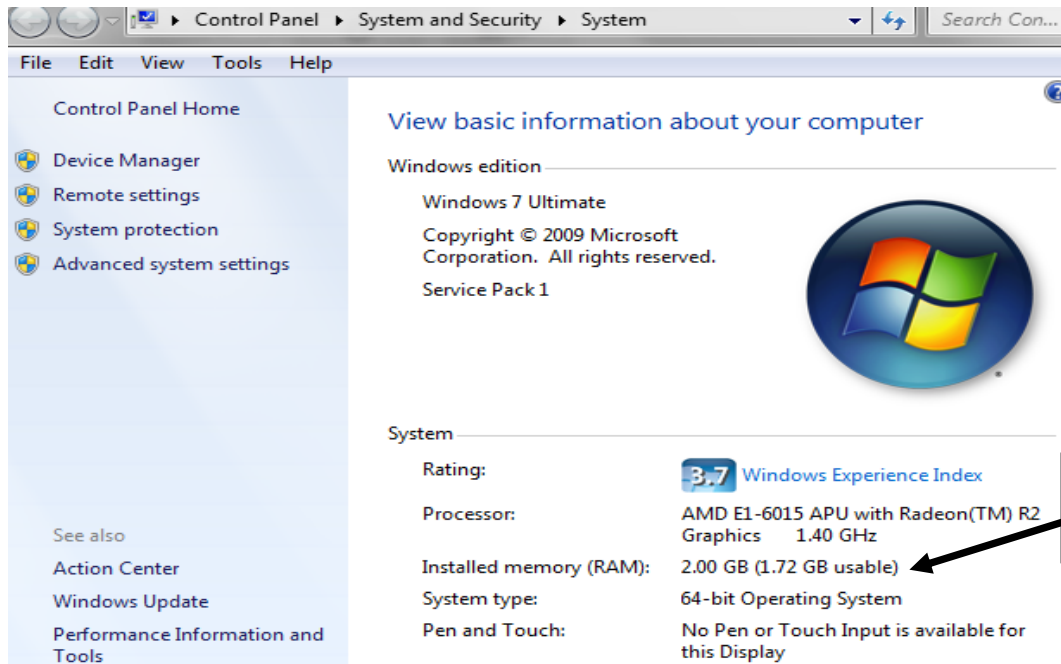 Control Panel ▸ System and Security ▸ System
Search Con...
File Edit View Tools Help
Control Panel Home
Device Manager
Remote settings
System protection
Advanced system settings
See also
Action Center
Windows Update
Performance Information and
Tools
View basic information about your computer
Windows edition
Windows 7 Ultimate
Copyright © 2009 Microsoft
Corporation. All rights reserved.
Service Pack 1
System
Rating:
3.7 Windows Experience Index
Processor:
AMD E1-6015 APU with Radeon(TM) R2
Graphics 1.40 GHz
Installed memory (RAM):
2.00 GB (1.72 GB usable)
System type:
64-bit Operating System
Pen and Touch:
No Pen or Touch Input is available for
this Display